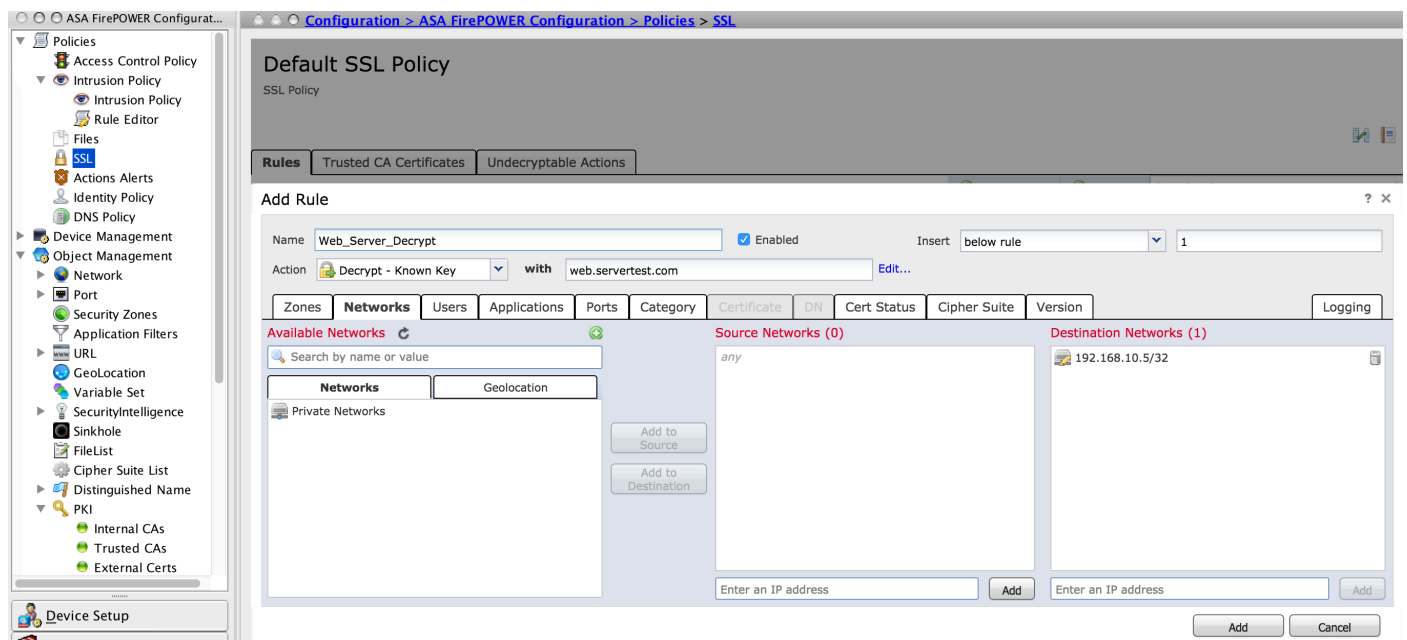 ASA FirePOWER Configurat...
Policies
Access Control Policy
Intrusion Policy
Intrusion Policy
Rule Editor
Files
SSL
Actions Alerts
Identity Policy
DNS Policy
Device Management
Object Management
Network
Port
Security Zones
Application Filters
URL
GeoLocation
Variable Set
SecurityIntelligence
Sinkhole
FileList
Cipher Suite List
Distinguished Name
PKI
Internal CAs
Trusted CAs
External Certs
Device Setup
Configuration > ASA FirePOWER Configuration > Policies > SSL
Default SSL Policy
SSL Policy
Rules Trusted CA Certificates Undecryptable Actions
Add Rule ? ×
Name Web_Server_Decrypt Enabled Insert below rule 1
Action Decrypt - Known Key with web.servertest.com Edit...
Zones Networks Users Applications Ports Category Certificate DN Cert Status Cipher Suite Version Logging
Available Networks Source Networks (0) Destination Networks (1)
Search by name or value any 192.168.10.5/32
Networks Geolocation
Private Networks
Add to
Source
Add to
Destination
Enter an IP address Add Enter an IP address Add
Add Cancel